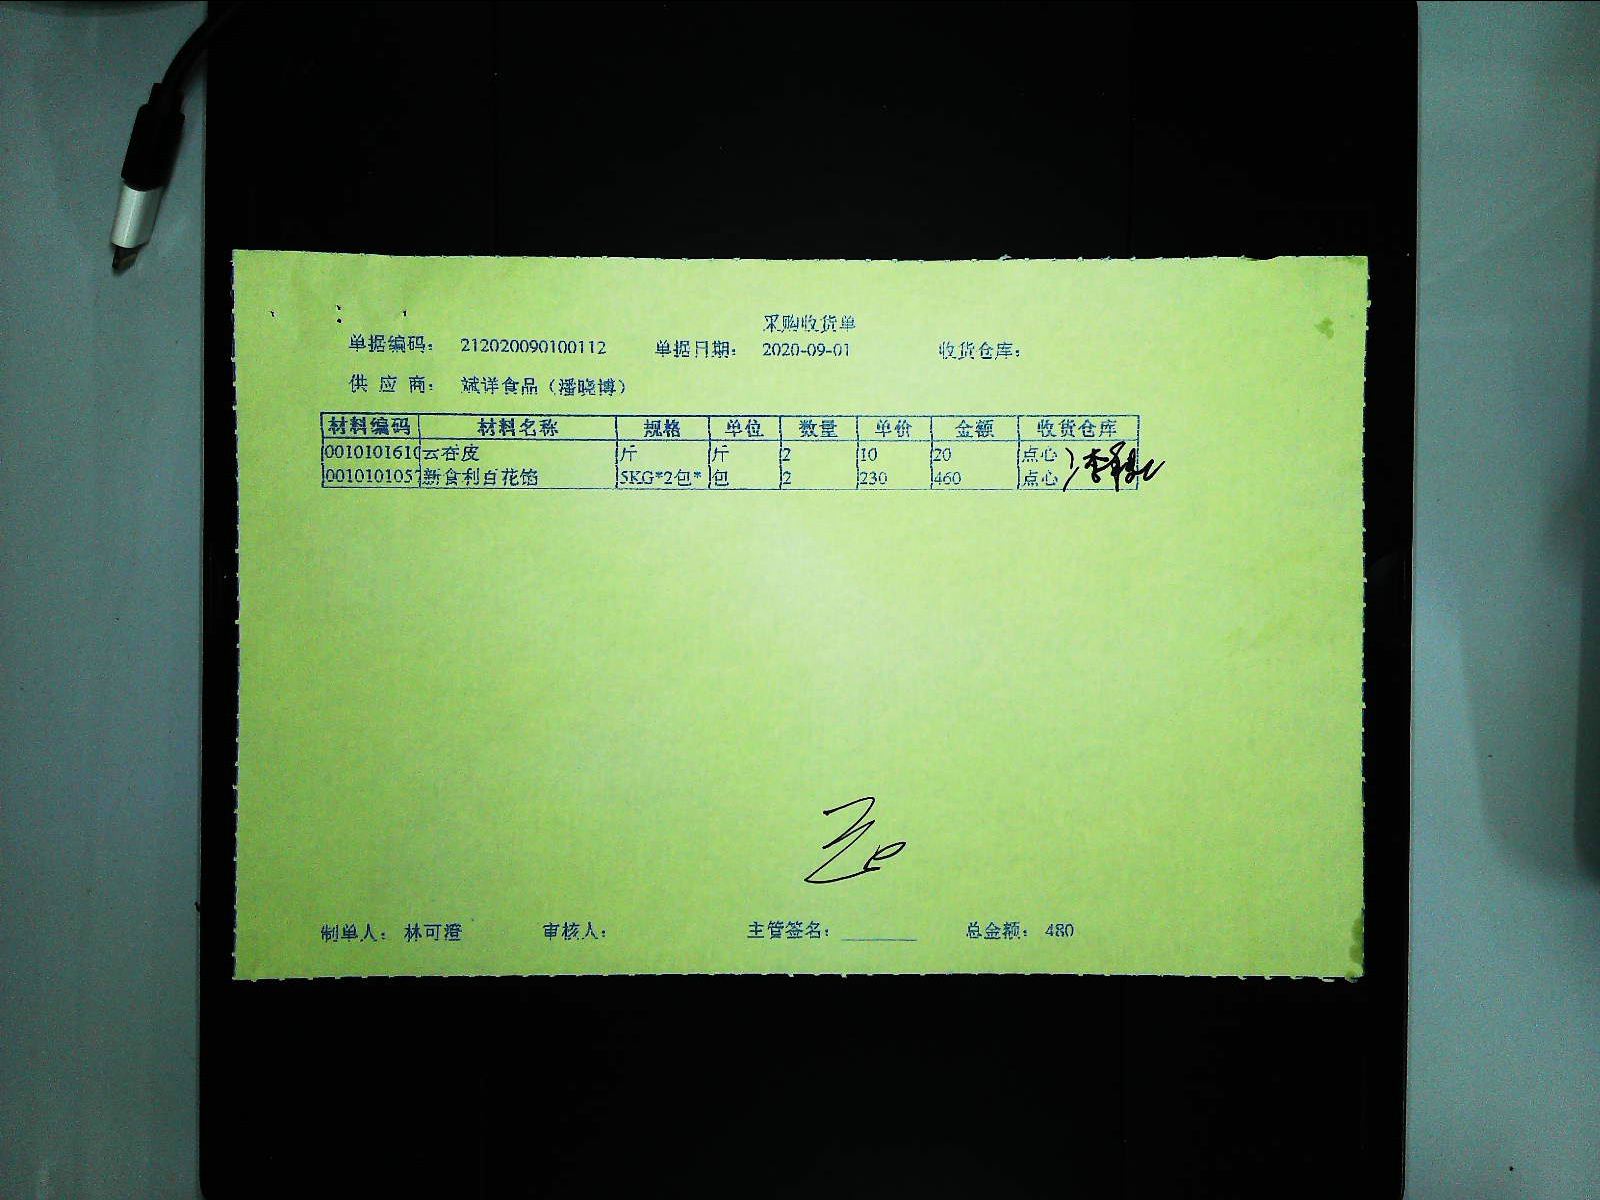 采购收货单
单据编码： 212020090100112 单据日期： 2020-09-01 收货仓库：
供 应 商： 斌详食品（潘晓博）
材料编码 材料名称 规格 单位 数量 单价 金额 收货仓库
0010101610 云吞皮 斤 斤 2 10 20 点心
0010101057 新食利百花馅 5KG*2包* 包 2 230 460 点心
制单人： 林可澄 审核人： 主管签名： 总金额： 480